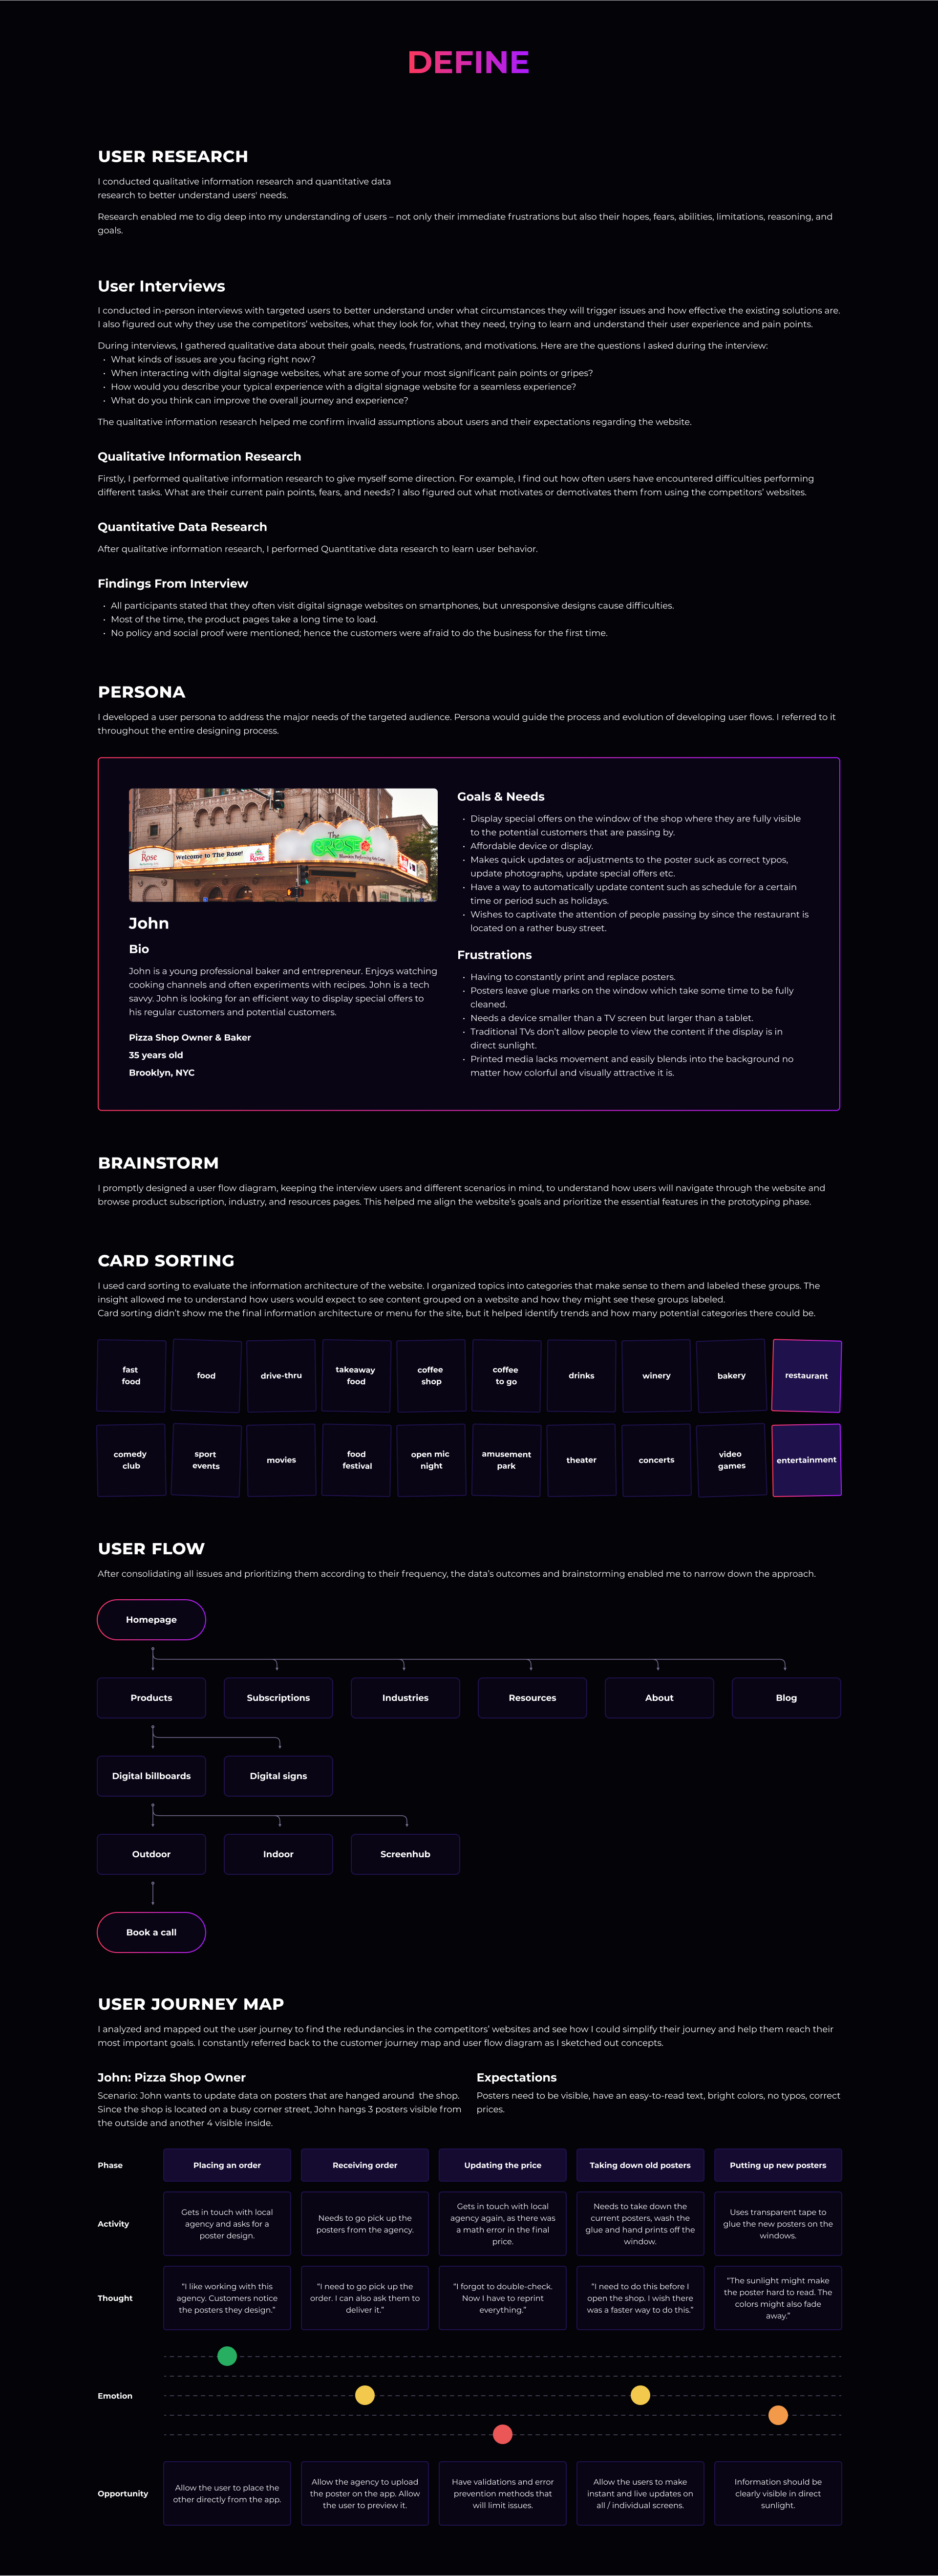 DEFINE
USER RESEARCH
I conducted qualitative information research and quantitative data
research to better understand users' needs.
Research enabled me to dig deep into my understanding of users – not only their immediate frustrations but also their hopes, fears, abilities, limitations, reasoning, and
goals.
User Interviews
I conducted in-person interviews with targeted users to better understand under what circumstances they will trigger issues and how effective the existing solutions are.
I also figured out why they use the competitors' websites, what they look for, what they need, trying to learn and understand their user experience and pain points.
During interviews, I gathered qualitative data about their goals, needs, frustrations, and motivations. Here are the questions I asked during the interview:
• What kinds of issues are you facing right now?
• When interacting with digital signage websites, what are some of your most significant pain points or gripes?
• How would you describe your typical experience with a digital signage website for a seamless experience?
• What do you think can improve the overall journey and experience?
The qualitative information research helped me confirm invalid assumptions about users and their expectations regarding the website.
Qualitative Information Research
Firstly, I performed qualitative information research to give myself some direction. For example, I find out how often users have encountered difficulties performing
different tasks. What are their current pain points, fears, and needs? I also figured out what motivates or demotivates them from using the competitors' websites.
Quantitative Data Research
After qualitative information research, I performed Quantitative data research to learn user behavior.
Findings From Interview
• All participants stated that they often visit digital signage websites on smartphones, but unresponsive designs cause difficulties.
• Most of the time, the product pages take a long time to load.
• No policy and social proof were mentioned; hence the customers were afraid to do the business for the first time.
PERSONA
I developed a user persona to address the major needs of the targeted audience. Persona would guide the process and evolution of developing user flows. I referred to it
throughout the entire designing process.
Rose
Welcome to The Rose!
Rose
The
ROSE
John
Bio
John is a young professional baker and entrepreneur. Enjoys watching
cooking channels and often experiments with recipes. John is a tech
savvy. John is looking for an efficient way to display special offers to
his regular customers and potential customers.
Pizza Shop Owner & Baker
35 years old
Brooklyn, NYC
Goals & Needs
• Display special offers on the window of the shop where they are fully visible
to the potential customers that are passing by.
• Affordable device or display.
• Makes quick updates or adjustments to the poster suck as correct typos,
update photographs, update special offers etc.
• Have a way to automatically update content such as schedule for a certain
time or period such as holidays.
• Wishes to captivate the attention of people passing by since the restaurant is
located on a rather busy street.
Frustrations
• Having to constantly print and replace posters.
• Posters leave glue marks on the window which take some time to be fully
cleaned.
• Needs a device smaller than a TV screen but larger than a tablet.
• Traditional TVs don't allow people to view the content if the display is in
direct sunlight.
• Printed media lacks movement and easily blends into the background no
matter how colorful and visually attractive it is.
BRAINSTORM
I promptly designed a user flow diagram, keeping the interview users and different scenarios in mind, to understand how users will navigate through the website and
browse product subscription, industry, and resources pages. This helped me align the website's goals and prioritize the essential features in the prototyping phase.
CARD SORTING
I used card sorting to evaluate the information architecture of the website. I organized topics into categories that make sense to them and labeled these groups. The
insight allowed me to understand how users would expect to see content grouped on a website and how they might see these groups labeled.
Card sorting didn't show me the final information architecture or menu for the site, but it helped identify trends and how many potential categories there could be.
fast
food
food
drive-thru
takeaway
food
coffee
shop
coffee
to go
drinks
winery
bakery
restaurant
comedy
club
sport
events
movies
food
festival
open mic
night
amusement
park
theater
concerts
video
games
entertainment
USER FLOW
After consolidating all issues and prioritizing them according to their frequency, the data's outcomes and brainstorming enabled me to narrow down the approach.
Homepage
Products
Subscriptions
Industries
Resources
About
Blog
Digital billboards
Digital signs
Outdoor
Indoor
Screenhub
Book a call
USER JOURNEY MAP
I analyzed and mapped out the user journey to find the redundancies in the competitors' websites and see how I could simplify their journey and help them reach their
most important goals. I constantly referred back to the customer journey map and user flow diagram as I sketched out concepts.
John: Pizza Shop Owner
Scenario: John wants to update data on posters that are hanged around the shop.
Since the shop is located on a busy corner street, John hangs 3 posters visible from
the outside and another 4 visible inside.
Expectations
Posters need to be visible, have an easy-to-read text, bright colors, no typos, correct
prices.
Phase
Placing an order
Receiving order
Updating the price
Taking down old posters
Putting up new posters
Activity
Gets in touch with local
agency and asks for a
poster design.
Needs to go pick up the
posters from the agency.
Gets in touch with local
agency again, as there was
a math error in the final
price.
Needs to take down the
current posters, wash the
glue and hand prints off the
window.
Uses transparent tape to
glue the new posters on the
windows.
Thought
"I like working with this
agency. Customers notice
the posters they design."
"I need to go pick up the
order. I can also ask them to
deliver it."
"I forgot to double-check.
Now I have to reprint
everything."
"I need to do this before I
open the shop. I wish there
was a faster way to do this."
"The sunlight might make
the poster hard to read. The
colors might also fade
away."
Emotion
Opportunity
Allow the user to place the
other directly from the app.
Allow the agency to upload
the poster on the app. Allow
the user to preview it.
Have validations and error
prevention methods that
will limit issues.
Allow the users to make
instant and live updates on
all / individual screens.
Information should be
clearly visible in direct
sunlight.